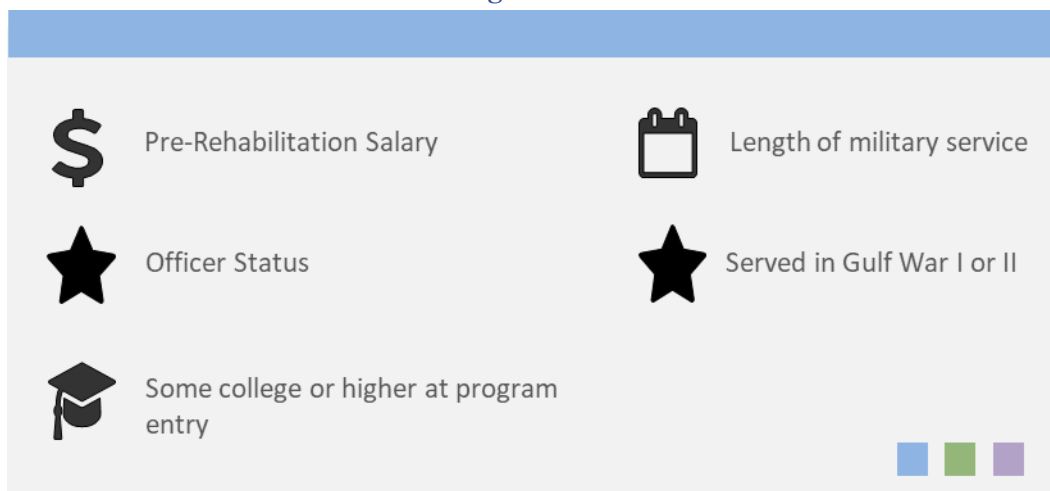 Pre-Rehabilitation Salary
Length of military service
Officer Status
Served in Gulf War I or II
Some college or higher at program
entry